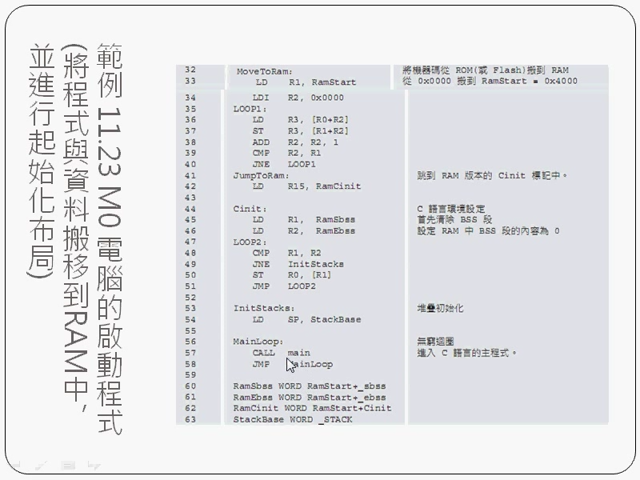 範例 11.23 M0 電腦的啟動程式
(將程式與資料搬移到RAM中,
並進行起始化布局)
32 MoveToRam: 將機器碼從 ROM(或 Flash)搬到 RAM
33 LD R1, RamStart 從 0x0000 搬到 RamStart = 0x4000
34 LDI R2, 0x0000
35 LOOP1:
36 LD R3, [R0+R2]
37 ST R3, [R1+R2]
38 ADD R2, R2, 1
39 CMP R2, R1
40 JNE LOOP1
41 JumpToRam: 跳到 RAM 版本的 Cinit 標記中。
42 LD R15, RamCinit
43
44 Cinit: C 語言環境設定
45 LD R1, RamSbss 首先清除 BSS 段
46 LD R2, RamEbss 設定 RAM 中 BSS 段的內容為 0
47 LOOP2:
48 CMP R1, R2
49 JNE InitStacks
50 ST R0, [R1]
51 JMP LOOP2
52
53 InitStacks: 堆疊初始化
54 LD SP, StackBase
55
56 MainLoop: 無窮迴圈
57 CALL main 進入 C 語言的主程式。
58 JMP MainLoop
59
60 RamSbss WORD RamStart+_sbss
61 RamEbss WORD RamStart+_ebss
62 RamCinit WORD RamStart+Cinit
63 StackBase WORD _STACK